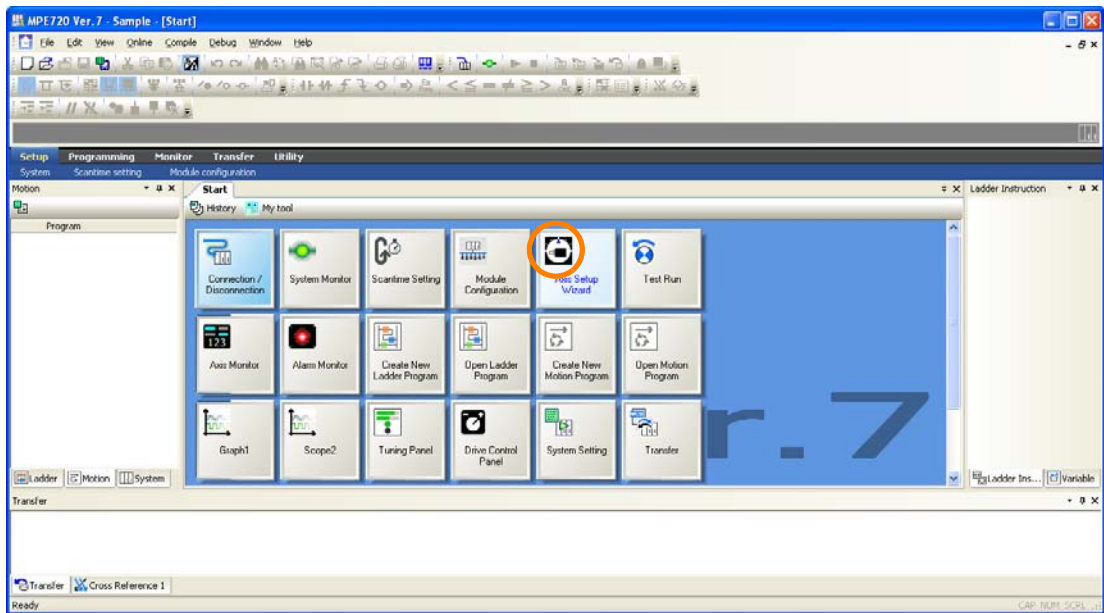 MPE720 Ver. 7 - Sample - [Start]
File Edit View Online Compile Debug Window Help
Setup Programming Monitor Transfer Utility
System Scantime setting Module configuration
Motion
Start
Ladder Instruction
History My tool
Program
Connection / Disconnection
System Monitor
Scantime Setting
Module Configuration
Axis Setup Wizard
Test Run
123
Axis Monitor
Alarm Monitor
Create New Ladder Program
Open Ladder Program
Create New Motion Program
Open Motion Program
r.7
Graph1
Scope2
Tuning Panel
Drive Control Panel
System Setting
Transfer
Ladder Motion System
Ladder Ins... Variable
Transfer
Transfer Cross Reference 1
Ready
CAP NUM SCRL